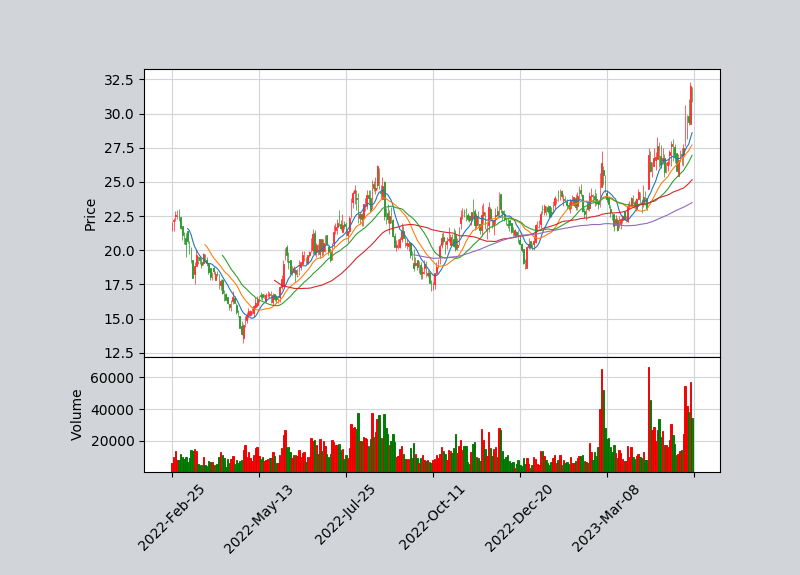 32.5
30.0
27.5
25.0
22.5
20.0
17.5
15.0
12.5
Price
60000
40000
20000
Volume
2022-Feb-25
2022-May-13
2022-Jul-25
2022-Oct-11
2022-Dec-20
2023-Mar-08